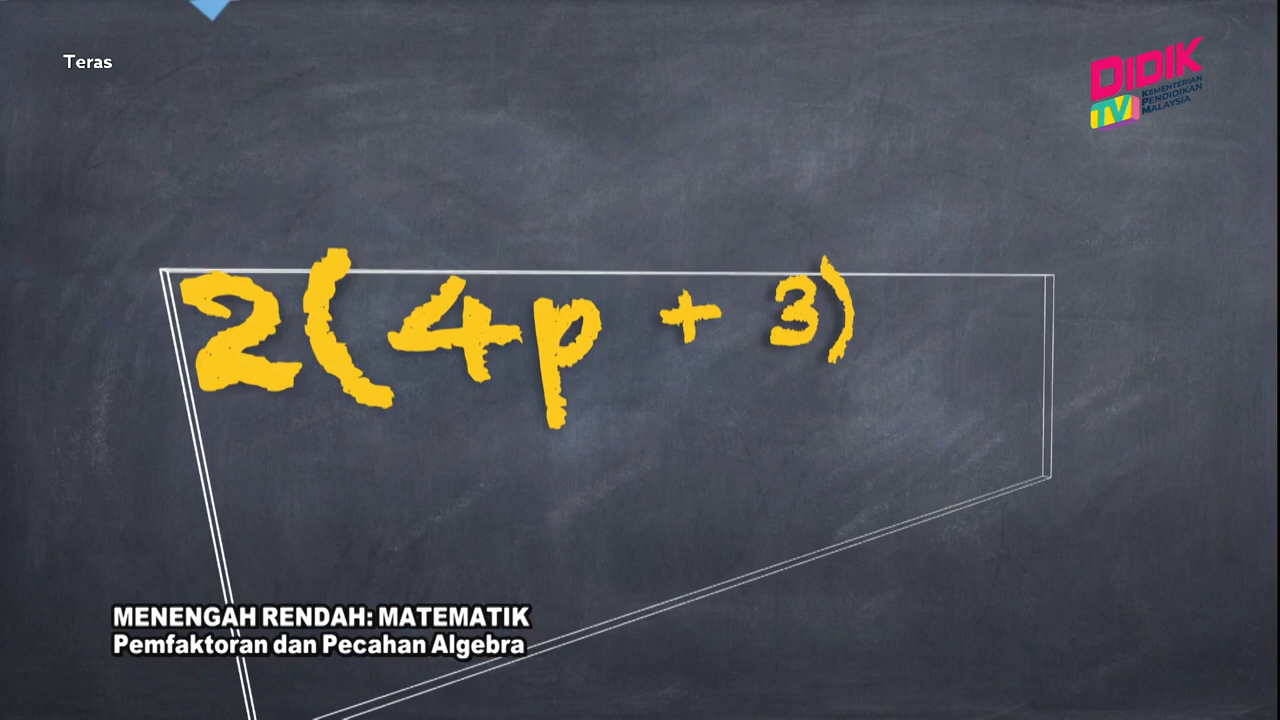 Teras
DIDIK
TV
KEMENTERIAN
PENDIDIKAN
MALAYSIA
2(4p + 3)
MENENGAH RENDAH: MATEMATIK
Pemfaktoran dan Pecahan Algebra